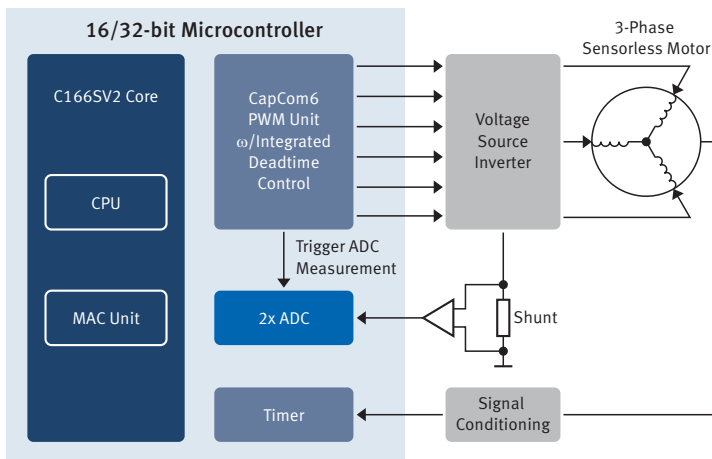 16/32-bit Microcontroller
3-Phase
Sensorless Motor
C166SV2 Core
CPU
MAC Unit
CapCom6
PWM Unit
ω/Integrated
Deadtime
Control
Voltage
Source
Inverter
Trigger ADC
Measurement
2x ADC
Shunt
Timer
Signal
Conditioning